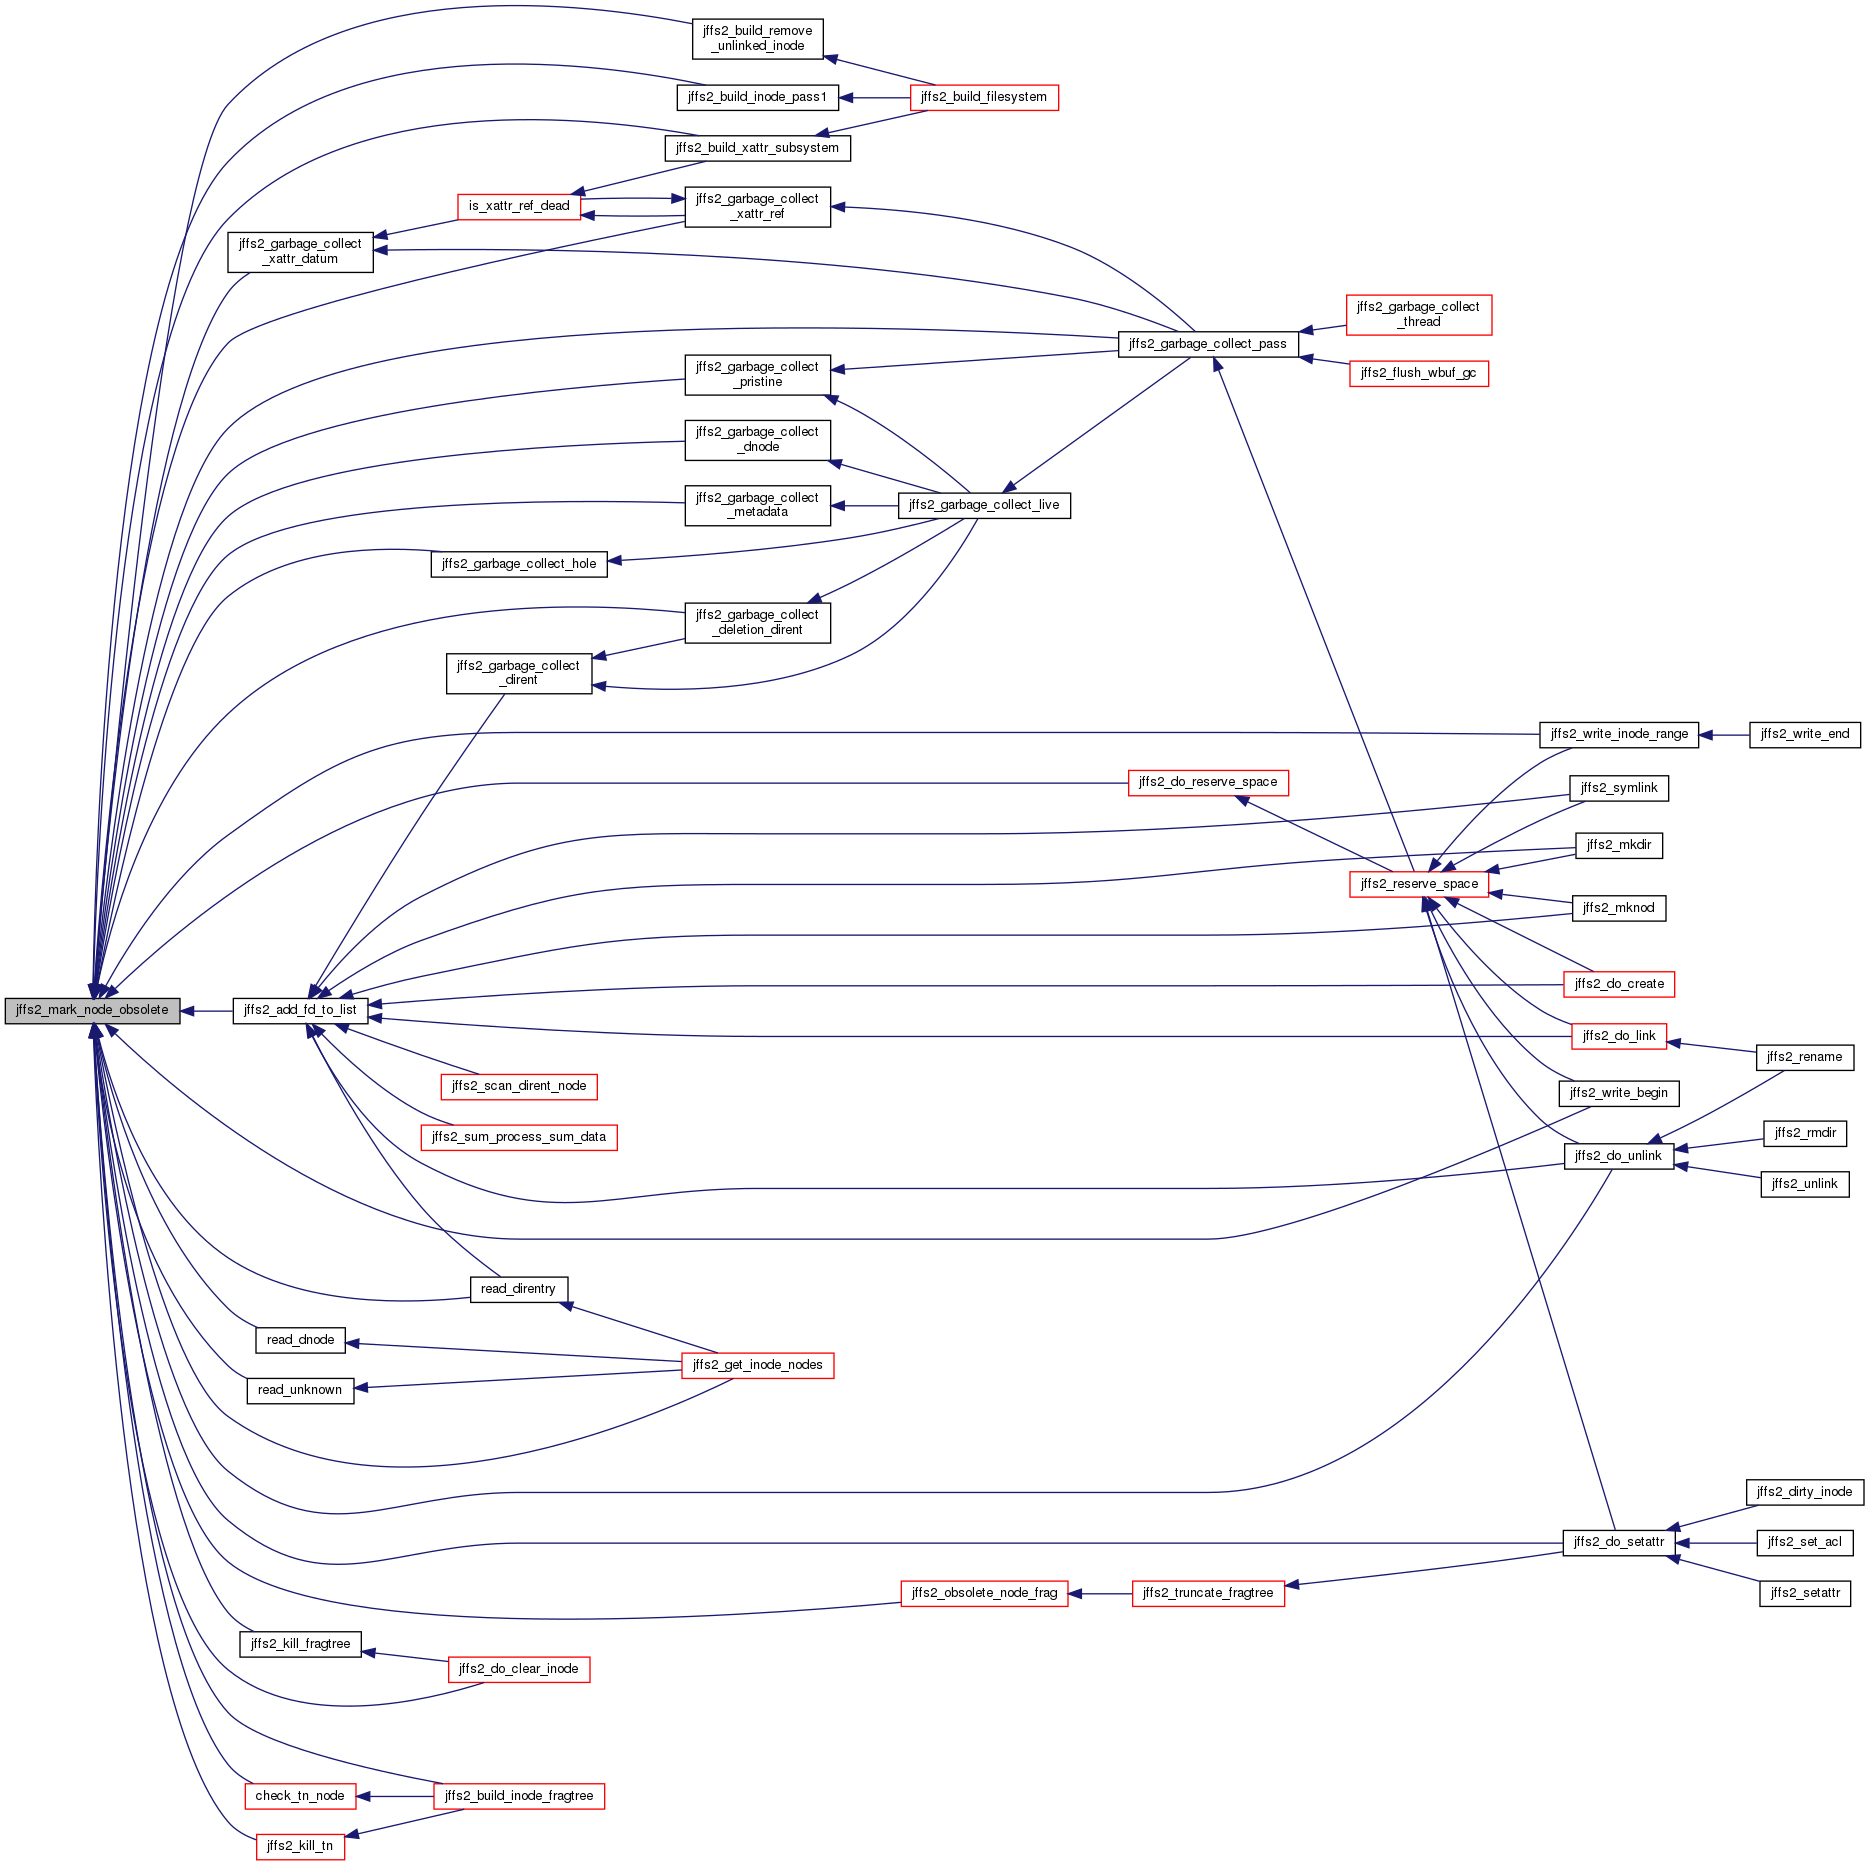 jffs2_build_remove
_unlinked_inode
jffs2_build_inode_pass1
jffs2_build_filesystem
jffs2_build_xattr_subsystem
is_xattr_ref_dead
jffs2_garbage_collect
_xattr_ref
jffs2_garbage_collect
_xattr_datum
jffs2_garbage_collect
_thread
jffs2_garbage_collect_pass
jffs2_flush_wbuf_gc
jffs2_garbage_collect
_pristine
jffs2_garbage_collect
_dnode
jffs2_garbage_collect
_metadata
jffs2_garbage_collect_live
jffs2_garbage_collect_hole
jffs2_garbage_collect
_deletion_dirent
jffs2_garbage_collect
_dirent
jffs2_write_inode_range
jffs2_write_end
jffs2_do_reserve_space
jffs2_symlink
jffs2_mkdir
jffs2_reserve_space
jffs2_mknod
jffs2_do_create
jffs2_mark_node_obsolete
jffs2_add_fd_to_list
jffs2_do_link
jffs2_rename
jffs2_scan_dirent_node
jffs2_write_begin
jffs2_sum_process_sum_data
jffs2_rmdir
jffs2_do_unlink
jffs2_unlink
read_direntry
read_dnode
jffs2_get_inode_nodes
read_unknown
jffs2_dirty_inode
jffs2_do_setattr
jffs2_set_acl
jffs2_obsolete_node_frag
jffs2_truncate_fragtree
jffs2_setattr
jffs2_kill_fragtree
jffs2_do_clear_inode
check_tn_node
jffs2_build_inode_fragtree
jffs2_kill_tn